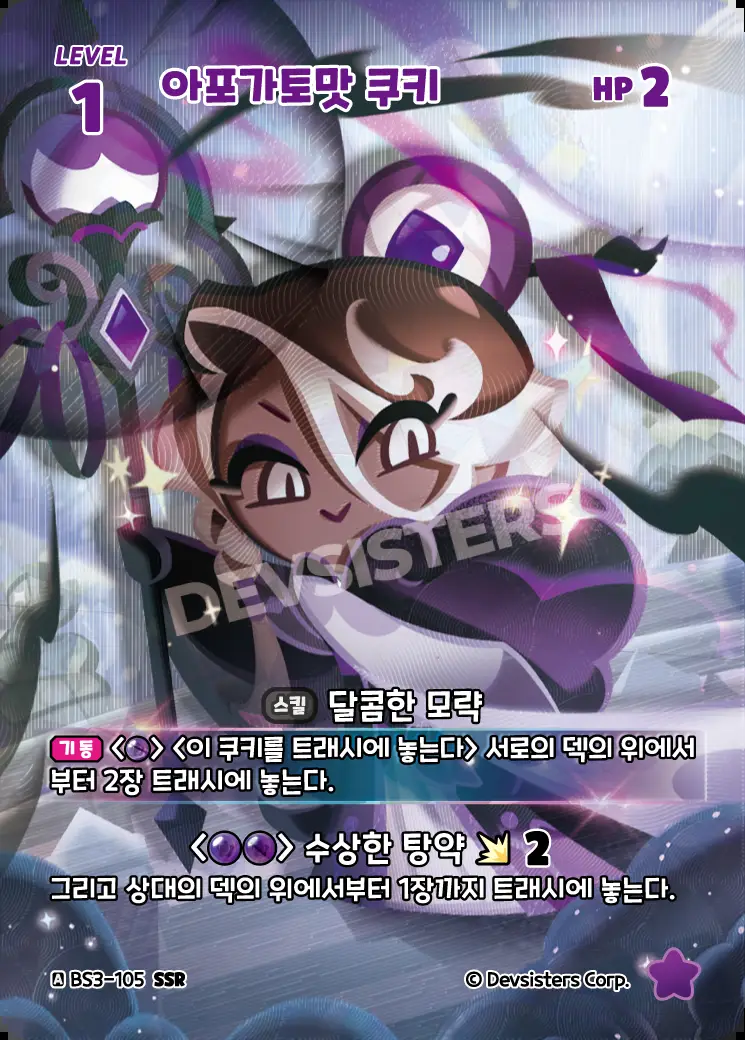 LEVEL
1
아포가토맛 쿠키
HP 2
DEVSISTERS
스킬 달콤한 모략
기동 < > <이 쿠키를 트래시에 놓는다> 서로의 덱의 위에서
부터 2장 트래시에 놓는다.
< > 수상한 탕약 2
그리고 상대의 덱의 위에서부터 1장까지 트래시에 놓는다.
A BS3-105 SSR
© Devsisters Corp.